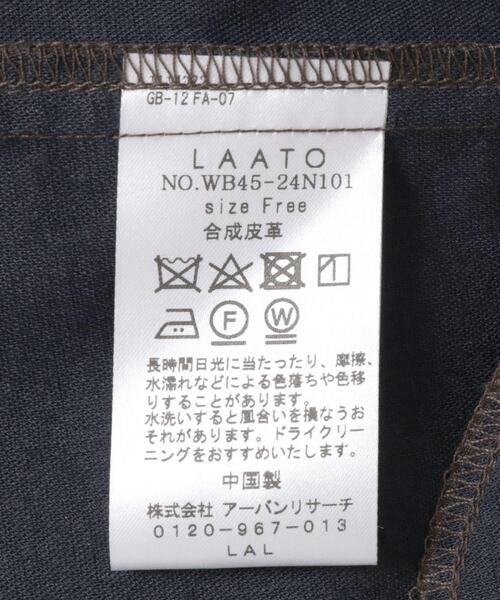 GB-12 FA-07
LAATO
NO.WB45-24N101
size Free
合成皮革
F W
長時間日光に当たったり、摩擦、
水濡れなどによる色落ちや色移
りすることがあります。
水洗いすると風合いを損なうお
それがあります。ドライクリー
ニングをおすすめいたします。
中国製
株式会社 アーバンリサーチ
0120-967-013
LAL